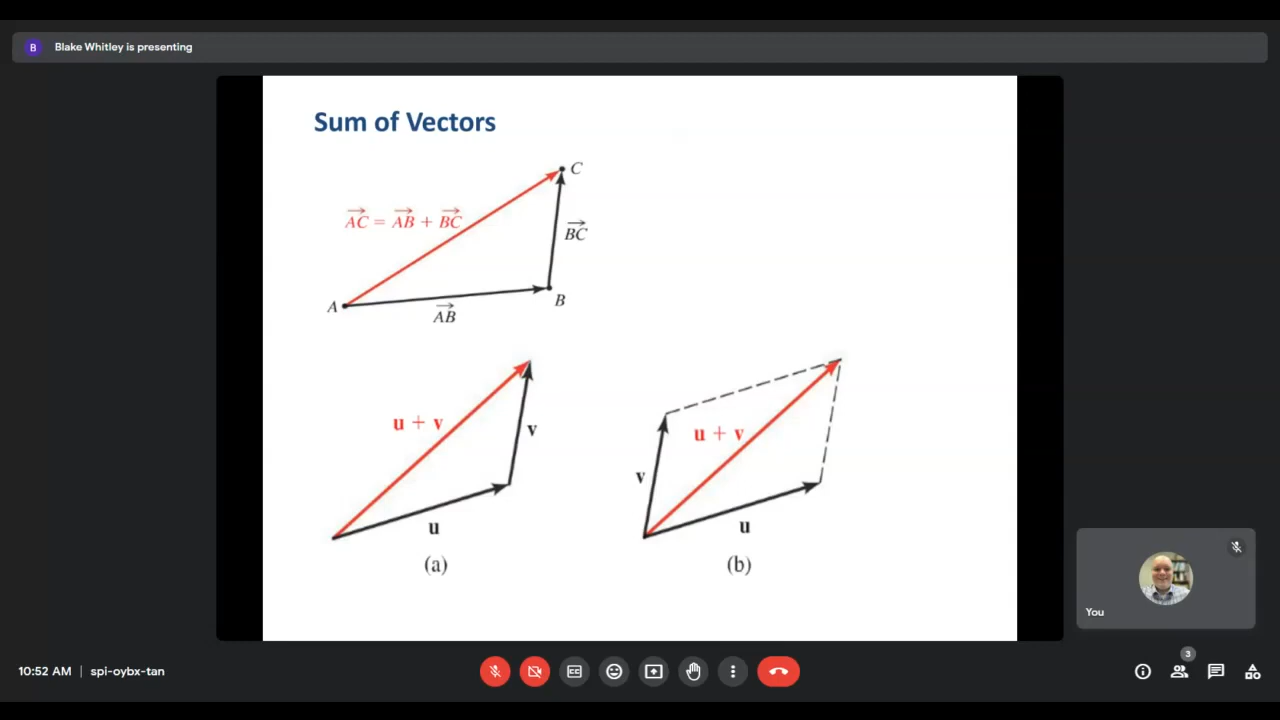 B Blake Whitley is presenting
Sum of Vectors
C
AC = AB + BC
BC
A
B
AB
u + v
v
u
(a)
u + v
v
u
(b)
You
10:52 AM | spi-oybx-tan
CC
3